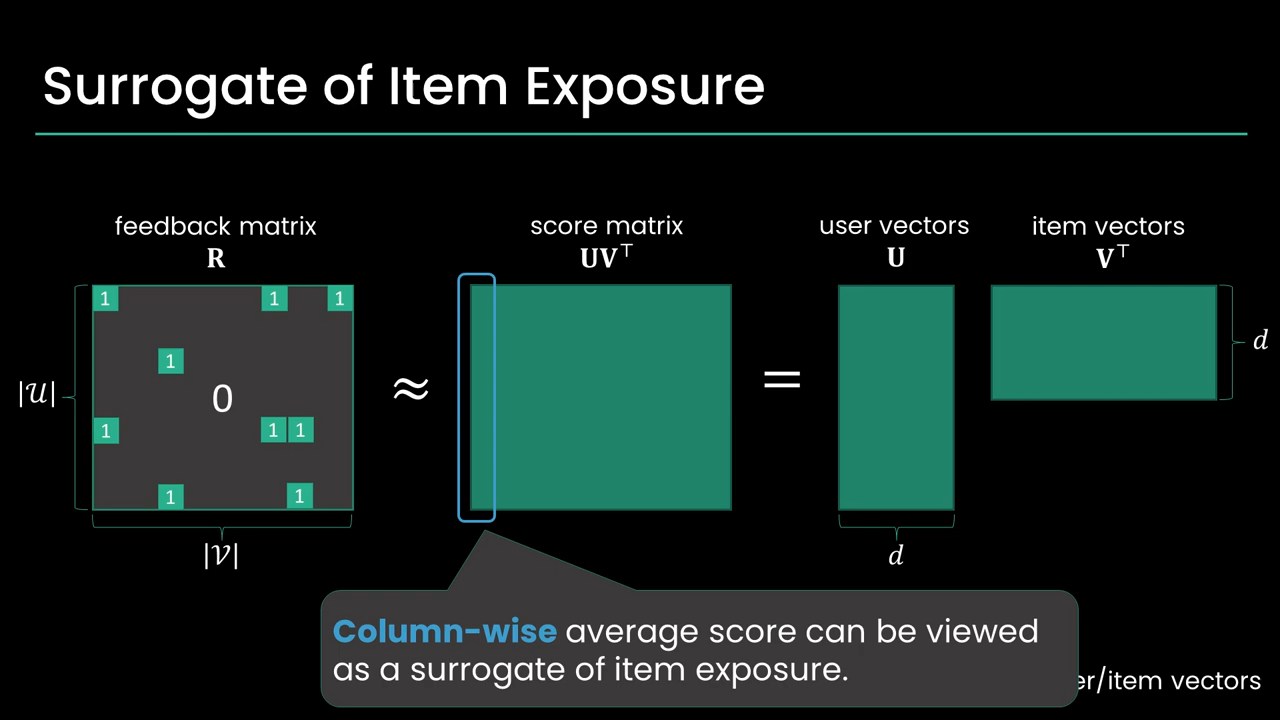 Surrogate of Item Exposure
feedback matrix
R
score matrix
UV⊤
user vectors
U
item vectors
V⊤
1 1 1
1
0
1 1 1
1 1
|𝒰|
≈
=
d
|𝒱|
d
Column-wise average score can be viewed
as a surrogate of item exposure.
er/item vectors